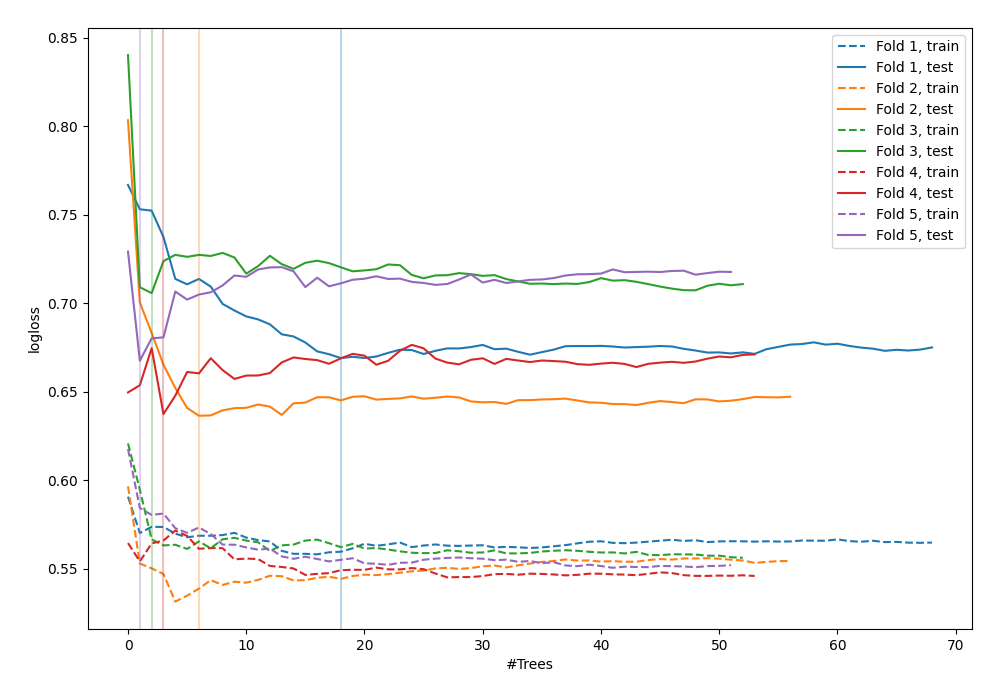 0.85
0.80
0.75
0.70
0.65
0.60
0.55
logloss
0 10 20 30 40 50 60 70
#Trees
Fold 1, train
Fold 1, test
Fold 2, train
Fold 2, test
Fold 3, train
Fold 3, test
Fold 4, train
Fold 4, test
Fold 5, train
Fold 5, test